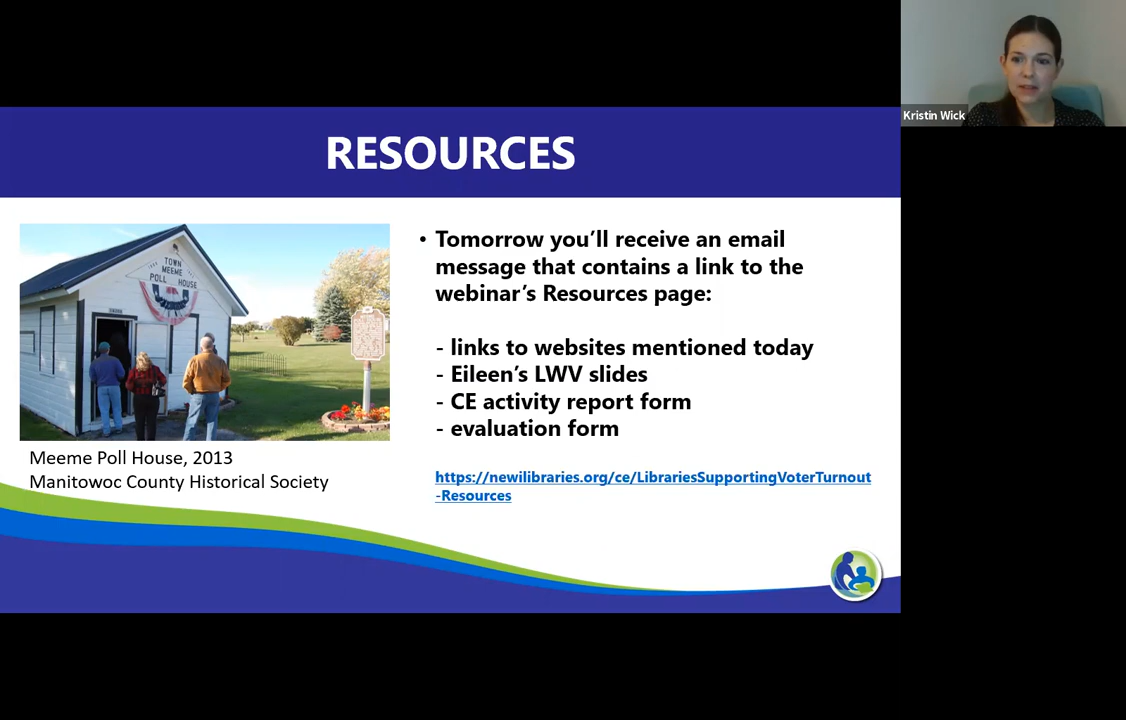 Kristin Wick
RESOURCES
TOWN
MEEME
POLL HOUSE
• Tomorrow you'll receive an email
message that contains a link to the
webinar's Resources page:
- links to websites mentioned today
- Eileen's LWV slides
- CE activity report form
- evaluation form
Meeme Poll House, 2013
Manitowoc County Historical Society
https://newilibraries.org/ce/LibrariesSupportingVoterTurnout
-Resources